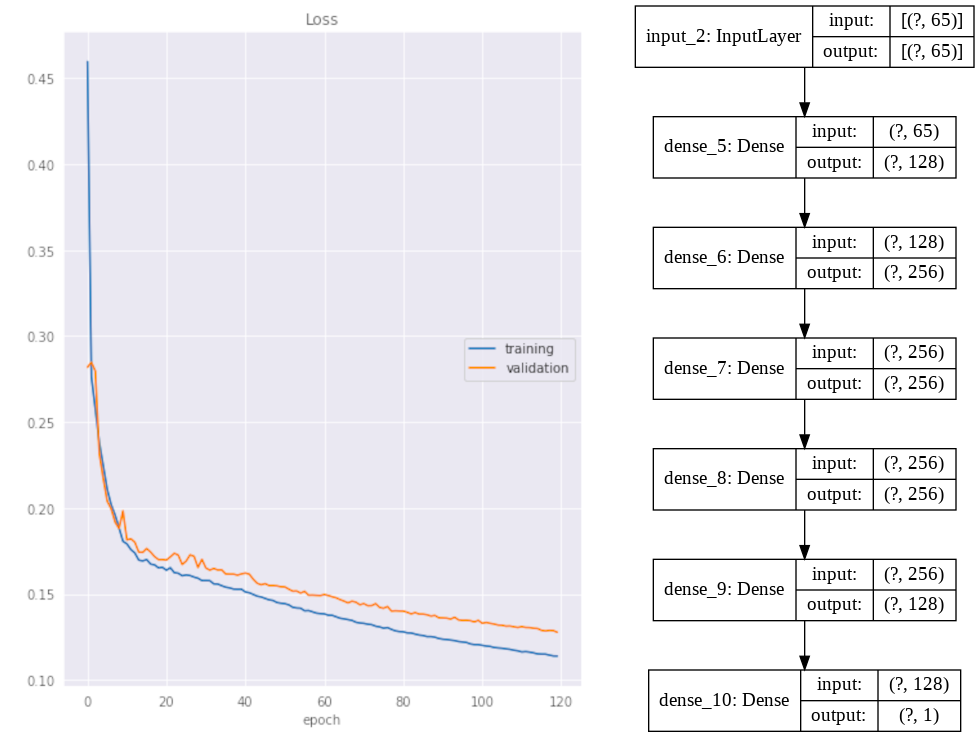 Loss
0.45
0.40
0.35
0.30
0.25
0.20
0.15
0.10
0
20
40
60
80
100
120
epoch
training
validation
input_2: InputLayer
input:
[(?, 65)]
output:
[(?, 65)]
dense_5: Dense
input:
(?, 65)
output:
(?, 128)
dense_6: Dense
input:
(?, 128)
output:
(?, 256)
dense_7: Dense
input:
(?, 256)
output:
(?, 256)
dense_8: Dense
input:
(?, 256)
output:
(?, 256)
dense_9: Dense
input:
(?, 256)
output:
(?, 128)
dense_10: Dense
input:
(?, 128)
output:
(?, 1)